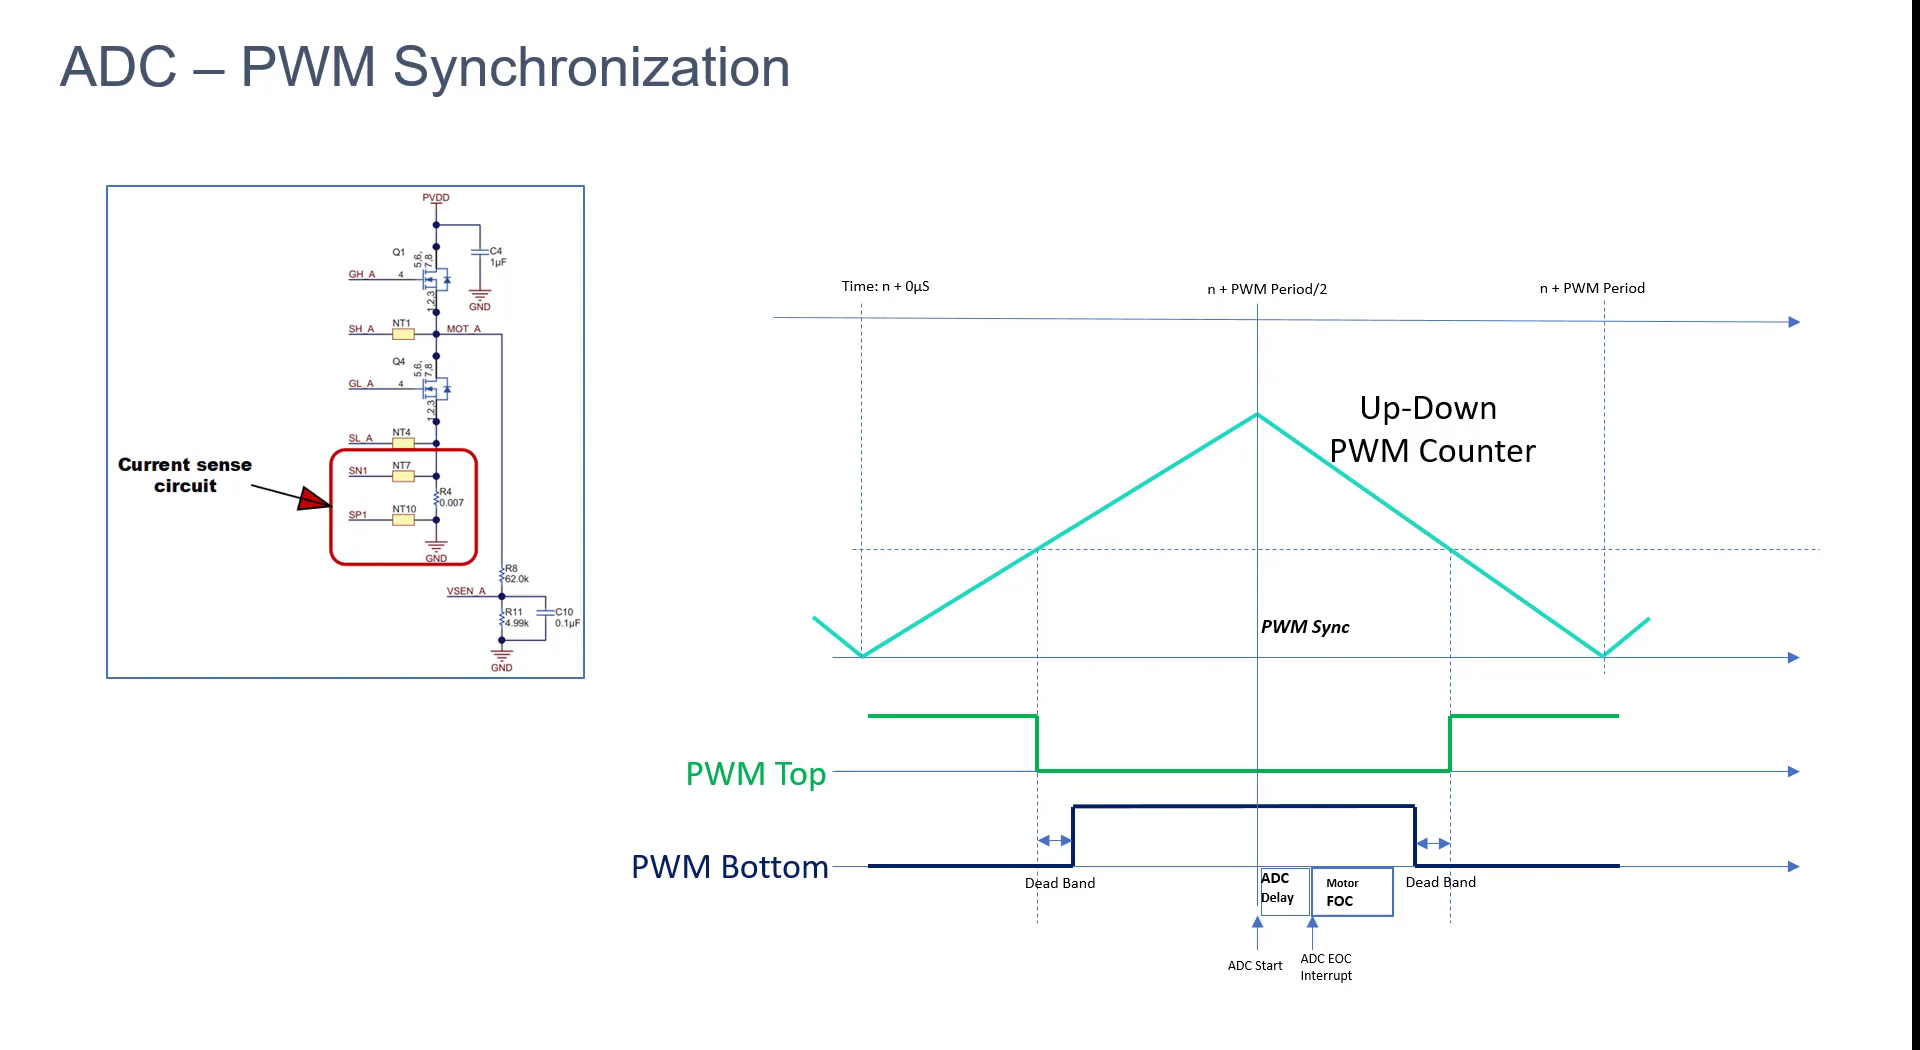 ADC – PWM Synchronization
PVDD
Q1
5,6,
7,8
C4
1µF
GH_A
4
1,2,3
GND
SH_A
NT1
MOT_A
Q4
5,6,
7,8
GL_A
4
1,2,3
SL_A
NT4
Current sense
circuit
SN1
NT7
R4
0.007
SP1
NT10
GND
R8
62.0k
VSEN_A
R11
4.99k
C10
0.1µF
GND
Time: n + 0µS
n + PWM Period/2
n + PWM Period
Up-Down
PWM Counter
PWM Sync
PWM Top
PWM Bottom
Dead Band
ADC
Delay
Motor
FOC
Dead Band
ADC Start
ADC EOC
Interrupt